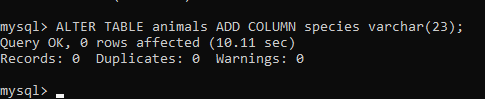 mysql> ALTER TABLE animals ADD COLUMN species varchar(23);
Query OK, 0 rows affected (10.11 sec)
Records: 0  Duplicates: 0  Warnings: 0
mysql> _